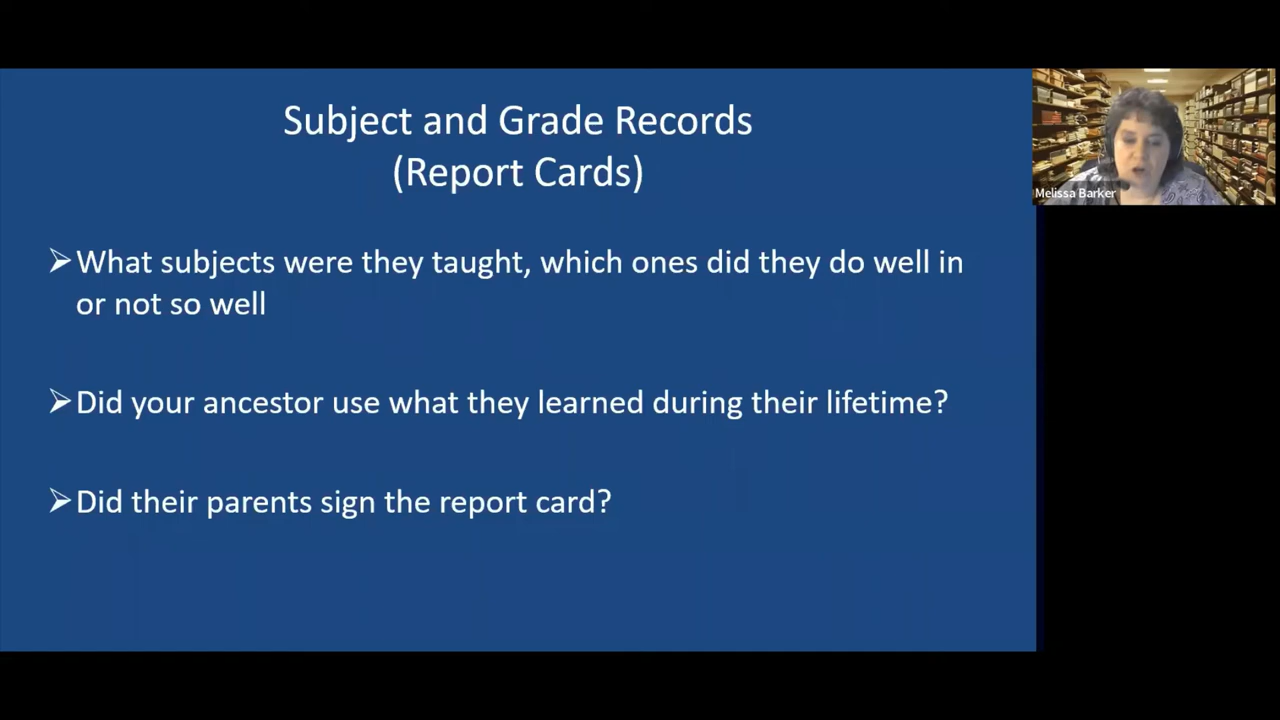 Subject and Grade Records
(Report Cards)
Melissa Barker
➢What subjects were they taught, which ones did they do well in
or not so well
➢Did your ancestor use what they learned during their lifetime?
➢Did their parents sign the report card?